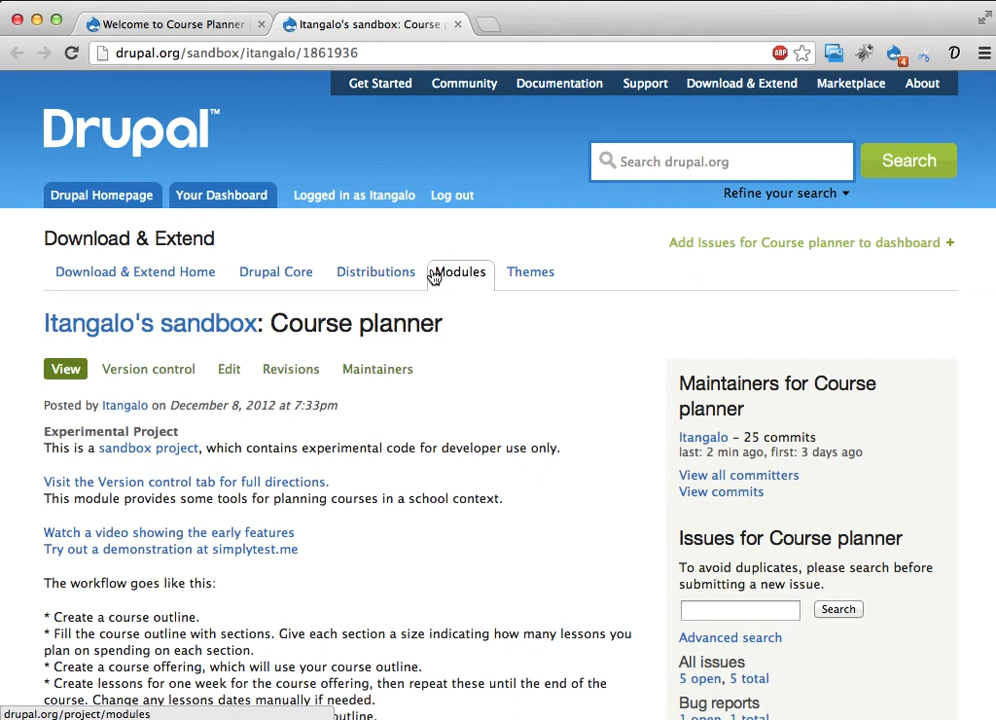 Welcome to Course Planner
Itangalo's sandbox: Course p
drupal.org/sandbox/itangalo/1861936
ABP
4
D
Get Started Community Documentation Support Download & Extend Marketplace About
Drupal™
Search drupal.org
Search
Refine your search
Drupal Homepage Your Dashboard Logged in as Itangalo Log out
Download & Extend
Add Issues for Course planner to dashboard +
Download & Extend Home Drupal Core Distributions Modules Themes
Itangalo's sandbox: Course planner
View Version control Edit Revisions Maintainers
Posted by Itangalo on December 8, 2012 at 7:33pm
Experimental Project
This is a sandbox project, which contains experimental code for developer use only.
Visit the Version control tab for full directions.
This module provides some tools for planning courses in a school context.
Watch a video showing the early features
Try out a demonstration at simplytest.me
The workflow goes like this:
* Create a course outline.
* Fill the course outline with sections. Give each section a size indicating how many lessons you
plan on spending on each section.
* Create a course offering, which will use your course outline.
* Create lessons for one week for the course offering, then repeat these until the end of the
course. Change any lessons dates manually if needed.
outline.
drupal.org/project/modules
Maintainers for Course
planner
Itangalo – 25 commits
last: 2 min ago, first: 3 days ago
View all committers
View commits
Issues for Course planner
To avoid duplicates, please search before
submitting a new issue.
Search
Advanced search
All issues
5 open, 5 total
Bug reports
1 open, 1 total